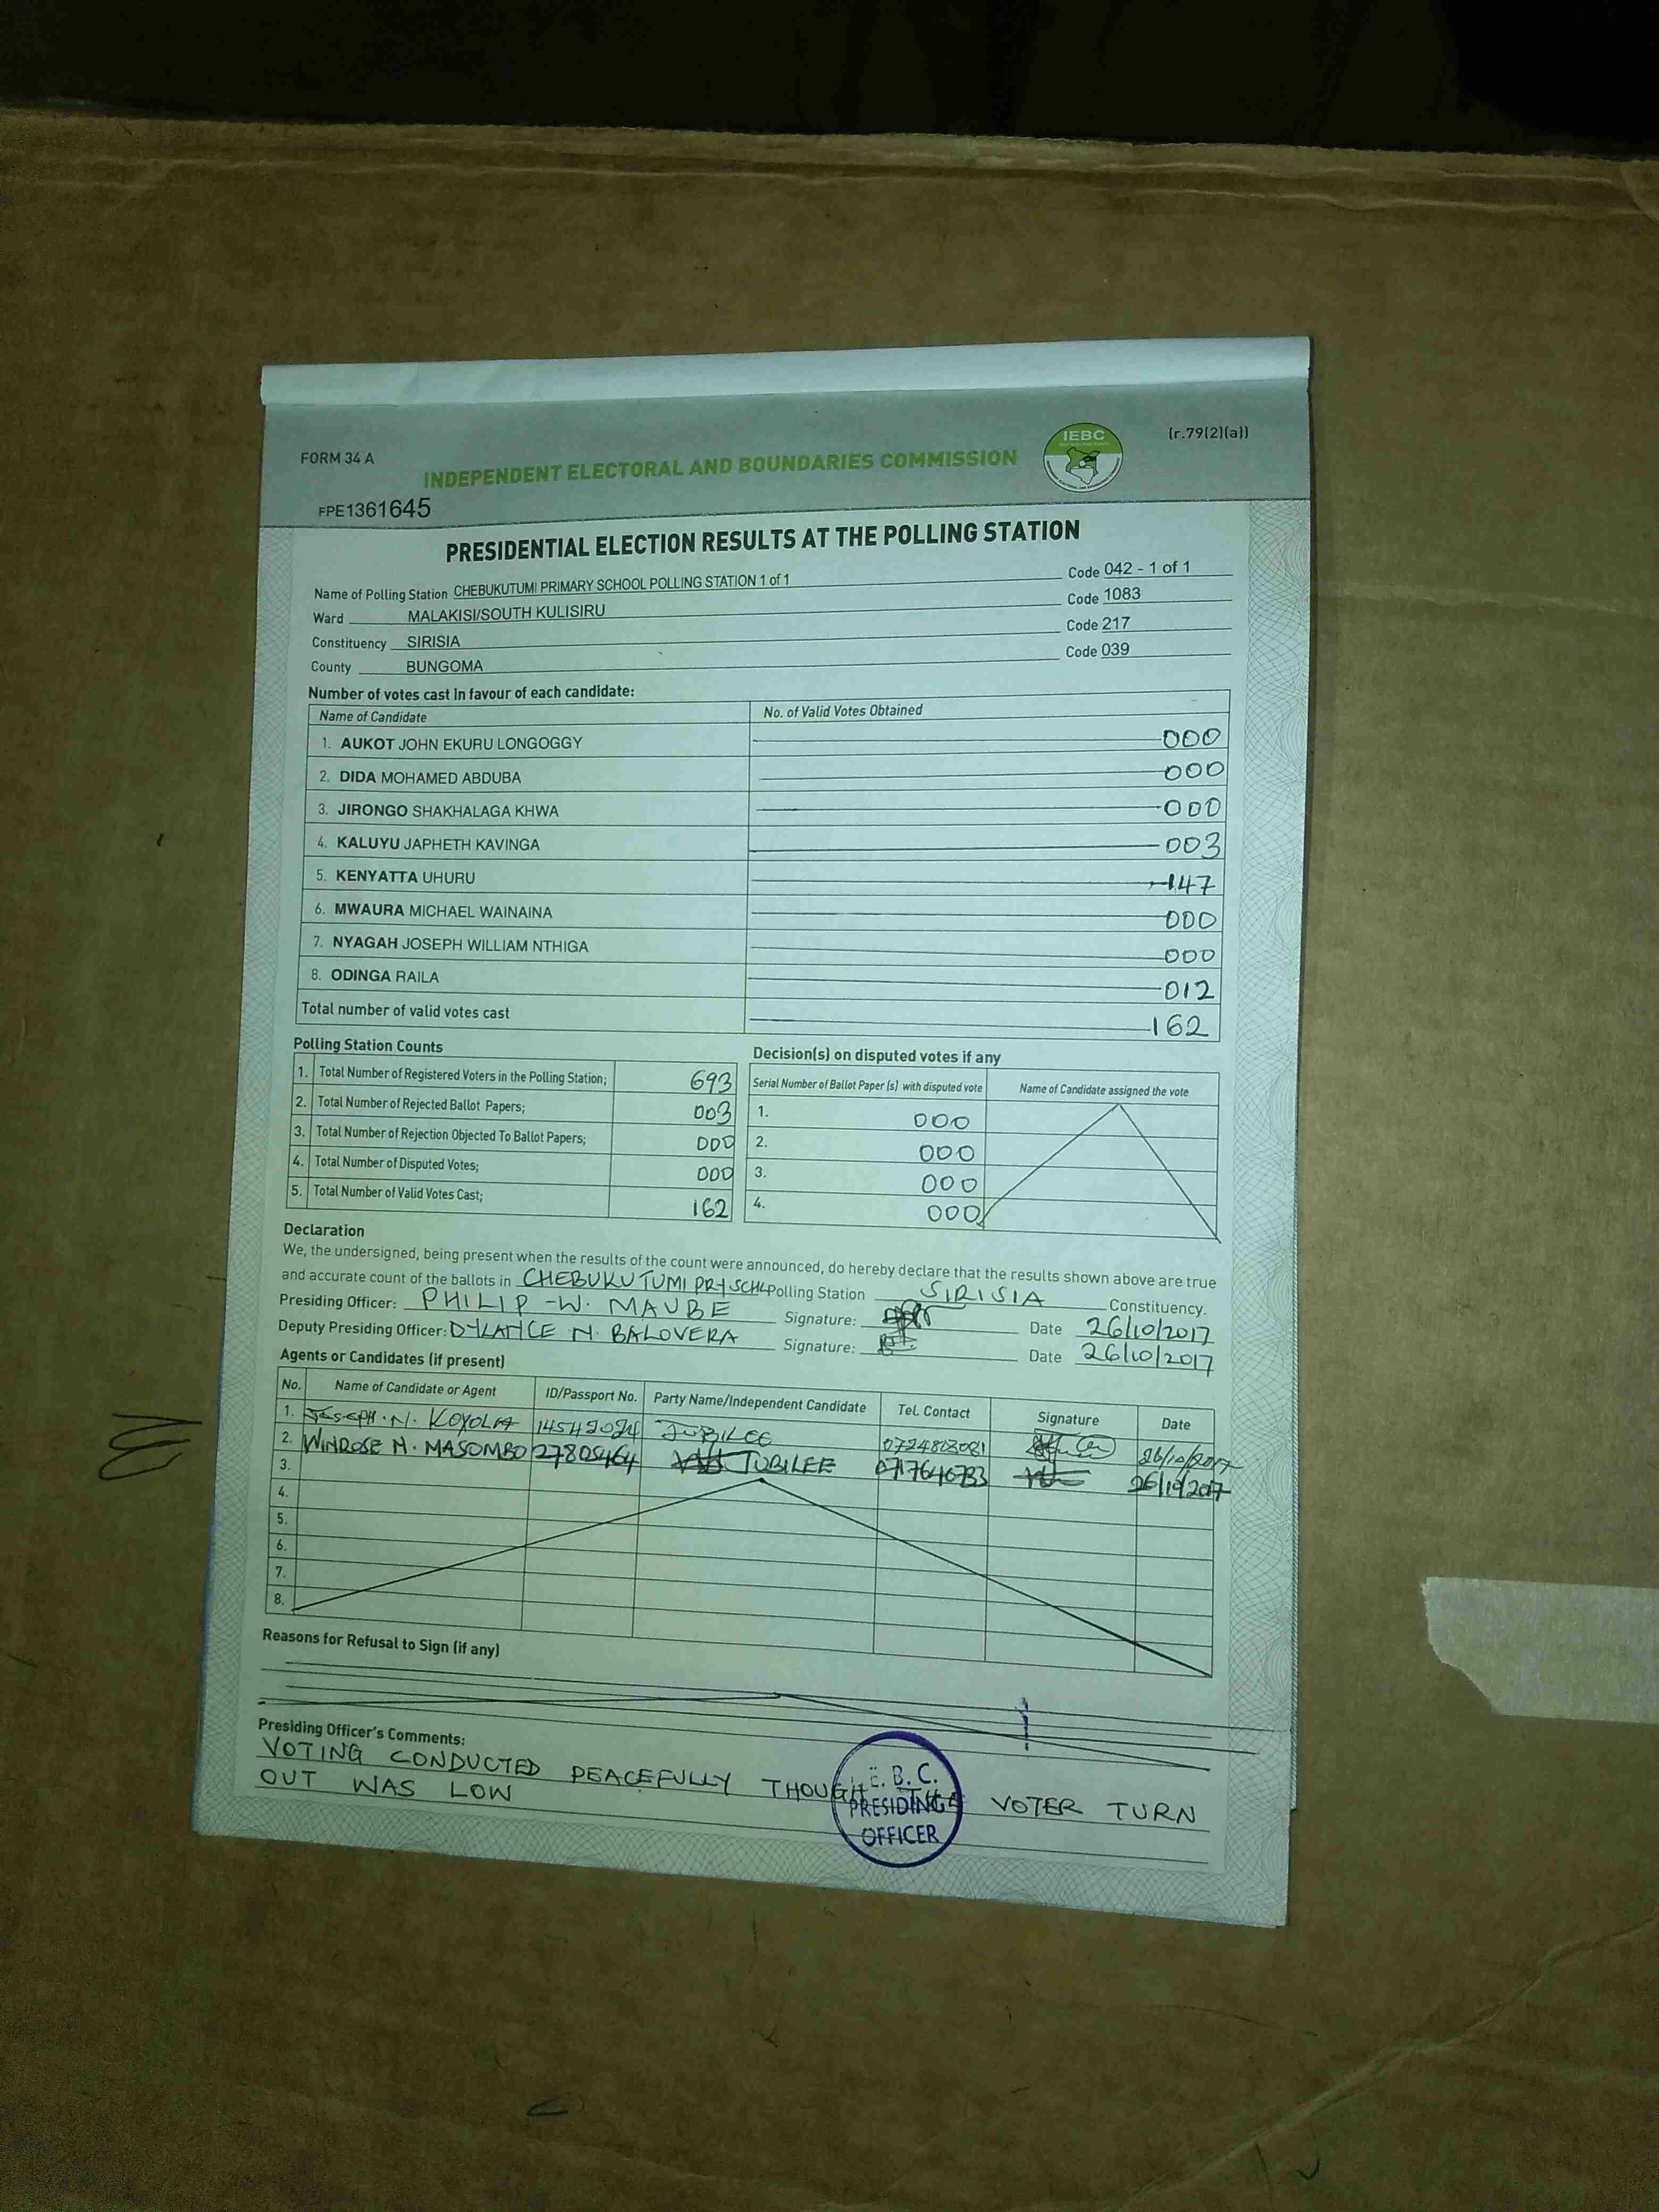 FORM 34 A
IEBC
(r.79(2)(a))
INDEPENDENT ELECTORAL AND BOUNDARIES COMMISSION
FPE1361645
PRESIDENTIAL ELECTION RESULTS AT THE POLLING STATION
Name of Polling Station CHEBUKUTUMI PRIMARY SCHOOL POLLING STATION 1 of 1 Code 042 - 1 of 1
Ward MALAKISI/SOUTH KULISIRU Code 1083
Constituency SIRISIA Code 217
County BUNGOMA Code 039
Number of votes cast in favour of each candidate:
Name of Candidate No. of Valid Votes Obtained
1. AUKOT JOHN EKURU LONGOGGY 000
2. DIDA MOHAMED ABDUBA 000
3. JIRONGO SHAKHALAGA KHWA 000
4. KALUYU JAPHETH KAVINGA 003
5. KENYATTA UHURU 147
6. MWAURA MICHAEL WAINAINA 000
7. NYAGAH JOSEPH WILLIAM NTHIGA 000
8. ODINGA RAILA 012
Total number of valid votes cast 162
Polling Station Counts
1. Total Number of Registered Voters in the Polling Station; 693
2. Total Number of Rejected Ballot Papers; 003
3. Total Number of Rejection Objected To Ballot Papers; 000
4. Total Number of Disputed Votes; 000
5. Total Number of Valid Votes Cast; 162
Decision(s) on disputed votes if any
Serial Number of Ballot Paper (s) with disputed vote Name of Candidate assigned the vote
1. 000
2. 000
3. 000
4. 000
Declaration
We, the undersigned, being present when the results of the count were announced, do hereby declare that the results shown above are true
and accurate count of the ballots in CHEBUKUTUMI PRY SCHL Polling Station SIRISIA Constituency.
Presiding Officer: PHILIP -W. MAUBE Signature: Date 26/10/2017
Deputy Presiding Officer: N. BALOVERA Signature: Date 26/10/2017
Agents or Candidates (if present)
No. Name of Candidate or Agent ID/Passport No. Party Name/Independent Candidate Tel. Contact Signature Date
1. JOSEPH. N. JUBILEE 26/10/2017
2. WINROSE N. MASOMBO JUBILEE 26/10/2017
3.
4.
5.
6.
7.
8.
Reasons for Refusal to Sign (if any)
Presiding Officer's Comments:
VOTING CONDUCTED PEACEFULLY THOUGH THE VOTER TURN
OUT WAS LOW
I.E.B.C.
PRESIDING
OFFICER